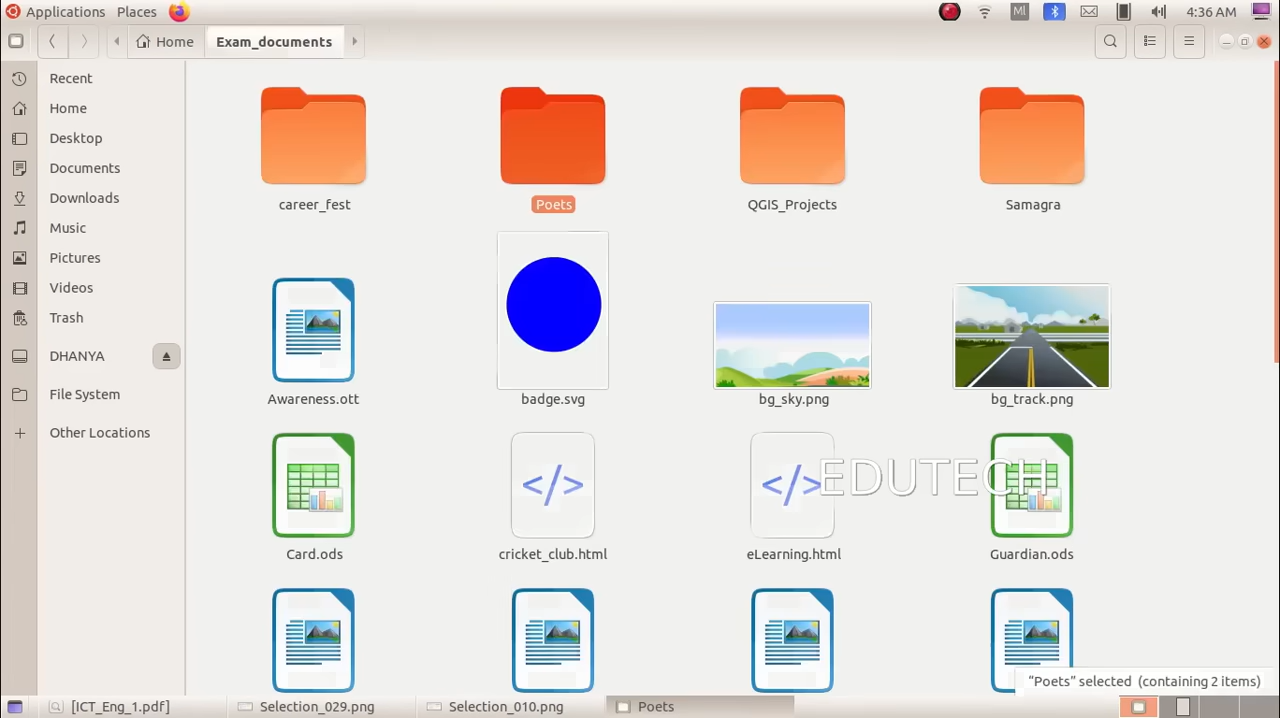 Applications Places Ml 4:36 AM
Home Exam_documents
Recent
Home
Desktop
Documents
Downloads
Music
Pictures
Videos
Trash
DHANYA
File System
Other Locations
career_fest Poets QGIS_Projects Samagra
Awareness.ott badge.svg bg_sky.png bg_track.png
EDUTECH
Card.ods cricket_club.html eLearning.html Guardian.ods
“Poets” selected (containing 2 items)
[ICT_Eng_1.pdf] Selection_029.png Selection_010.png Poets